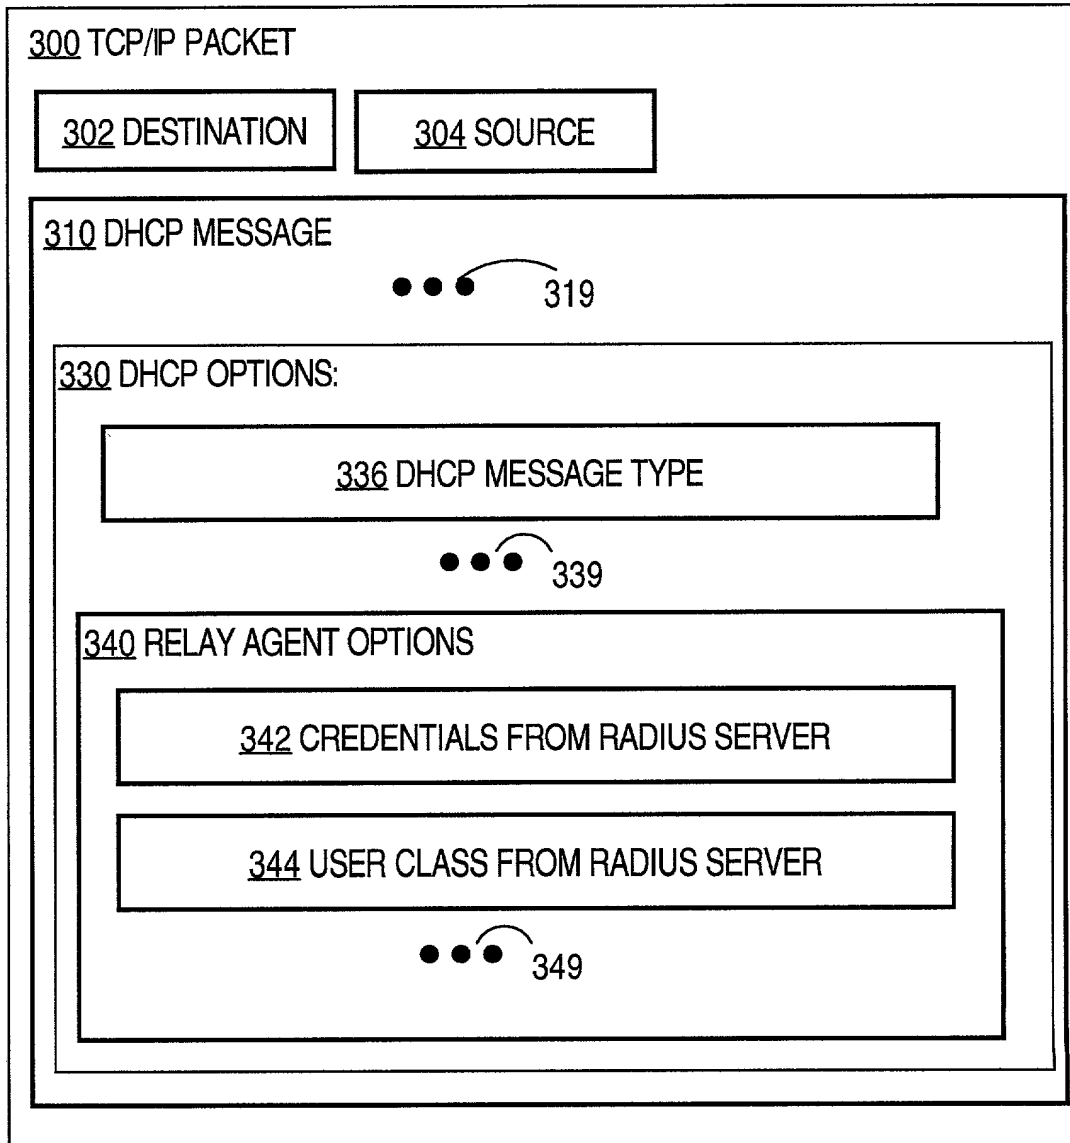 300 TCP/IP PACKET
302 DESTINATION
304 SOURCE
310 DHCP MESSAGE
319
330 DHCP OPTIONS:
336 DHCP MESSAGE TYPE
339
340 RELAY AGENT OPTIONS
342 CREDENTIALS FROM RADIUS SERVER
344 USER CLASS FROM RADIUS SERVER
349